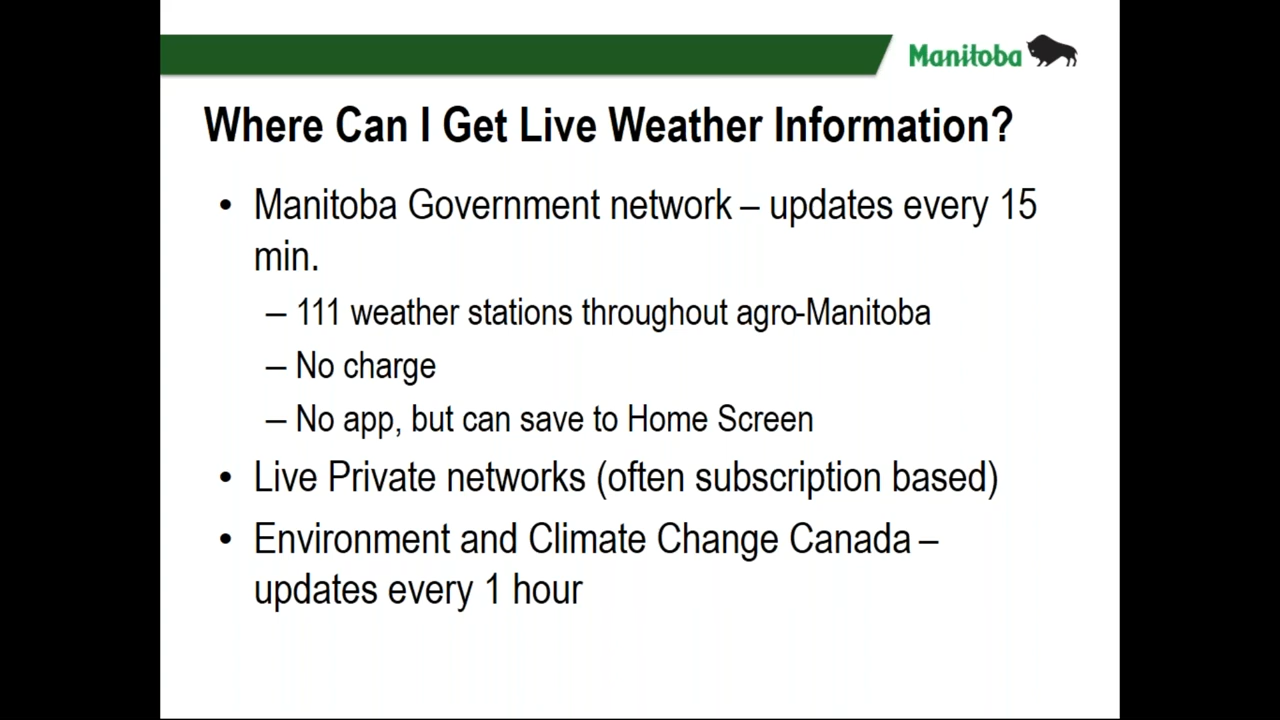 Manitoba
Where Can I Get Live Weather Information?
• Manitoba Government network – updates every 15
min.
– 111 weather stations throughout agro-Manitoba
– No charge
– No app, but can save to Home Screen
• Live Private networks (often subscription based)
• Environment and Climate Change Canada –
updates every 1 hour